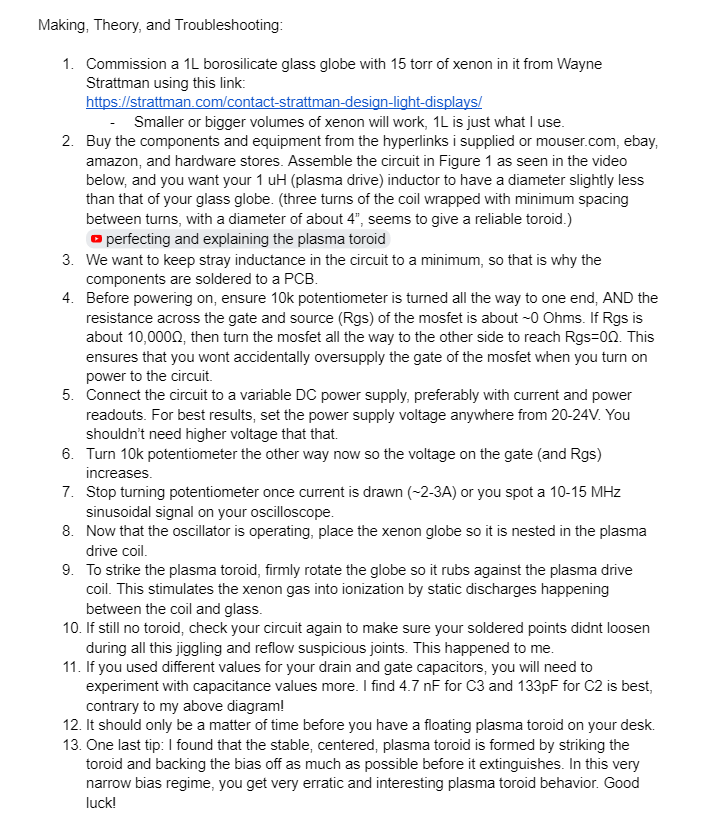 Making, Theory, and Troubleshooting:
1. Commission a 1L borosilicate glass globe with 15 torr of xenon in it from Wayne
Strattman using this link:
https://strattman.com/contact-strattman-design-light-displays/
- Smaller or bigger volumes of xenon will work, 1L is just what I use.
2. Buy the components and equipment from the hyperlinks i supplied or mouser.com, ebay,
amazon, and hardware stores. Assemble the circuit in Figure 1 as seen in the video
below, and you want your 1 uH (plasma drive) inductor to have a diameter slightly less
than that of your glass globe. (three turns of the coil wrapped with minimum spacing
between turns, with a diameter of about 4”, seems to give a reliable toroid.)
perfecting and explaining the plasma toroid
3. We want to keep stray inductance in the circuit to a minimum, so that is why the
components are soldered to a PCB.
4. Before powering on, ensure 10k potentiometer is turned all the way to one end, AND the
resistance across the gate and source (Rgs) of the mosfet is about ~0 Ohms. If Rgs is
about 10,000Ω, then turn the mosfet all the way to the other side to reach Rgs=0Ω. This
ensures that you wont accidentally oversupply the gate of the mosfet when you turn on
power to the circuit.
5. Connect the circuit to a variable DC power supply, preferably with current and power
readouts. For best results, set the power supply voltage anywhere from 20-24V. You
shouldn’t need higher voltage that that.
6. Turn 10k potentiometer the other way now so the voltage on the gate (and Rgs)
increases.
7. Stop turning potentiometer once current is drawn (~2-3A) or you spot a 10-15 MHz
sinusoidal signal on your oscilloscope.
8. Now that the oscillator is operating, place the xenon globe so it is nested in the plasma
drive coil.
9. To strike the plasma toroid, firmly rotate the globe so it rubs against the plasma drive
coil. This stimulates the xenon gas into ionization by static discharges happening
between the coil and glass.
10. If still no toroid, check your circuit again to make sure your soldered points didnt loosen
during all this jiggling and reflow suspicious joints. This happened to me.
11. If you used different values for your drain and gate capacitors, you will need to
experiment with capacitance values more. I find 4.7 nF for C3 and 133pF for C2 is best,
contrary to my above diagram!
12. It should only be a matter of time before you have a floating plasma toroid on your desk.
13. One last tip: I found that the stable, centered, plasma toroid is formed by striking the
toroid and backing the bias off as much as possible before it extinguishes. In this very
narrow bias regime, you get very erratic and interesting plasma toroid behavior. Good
luck!